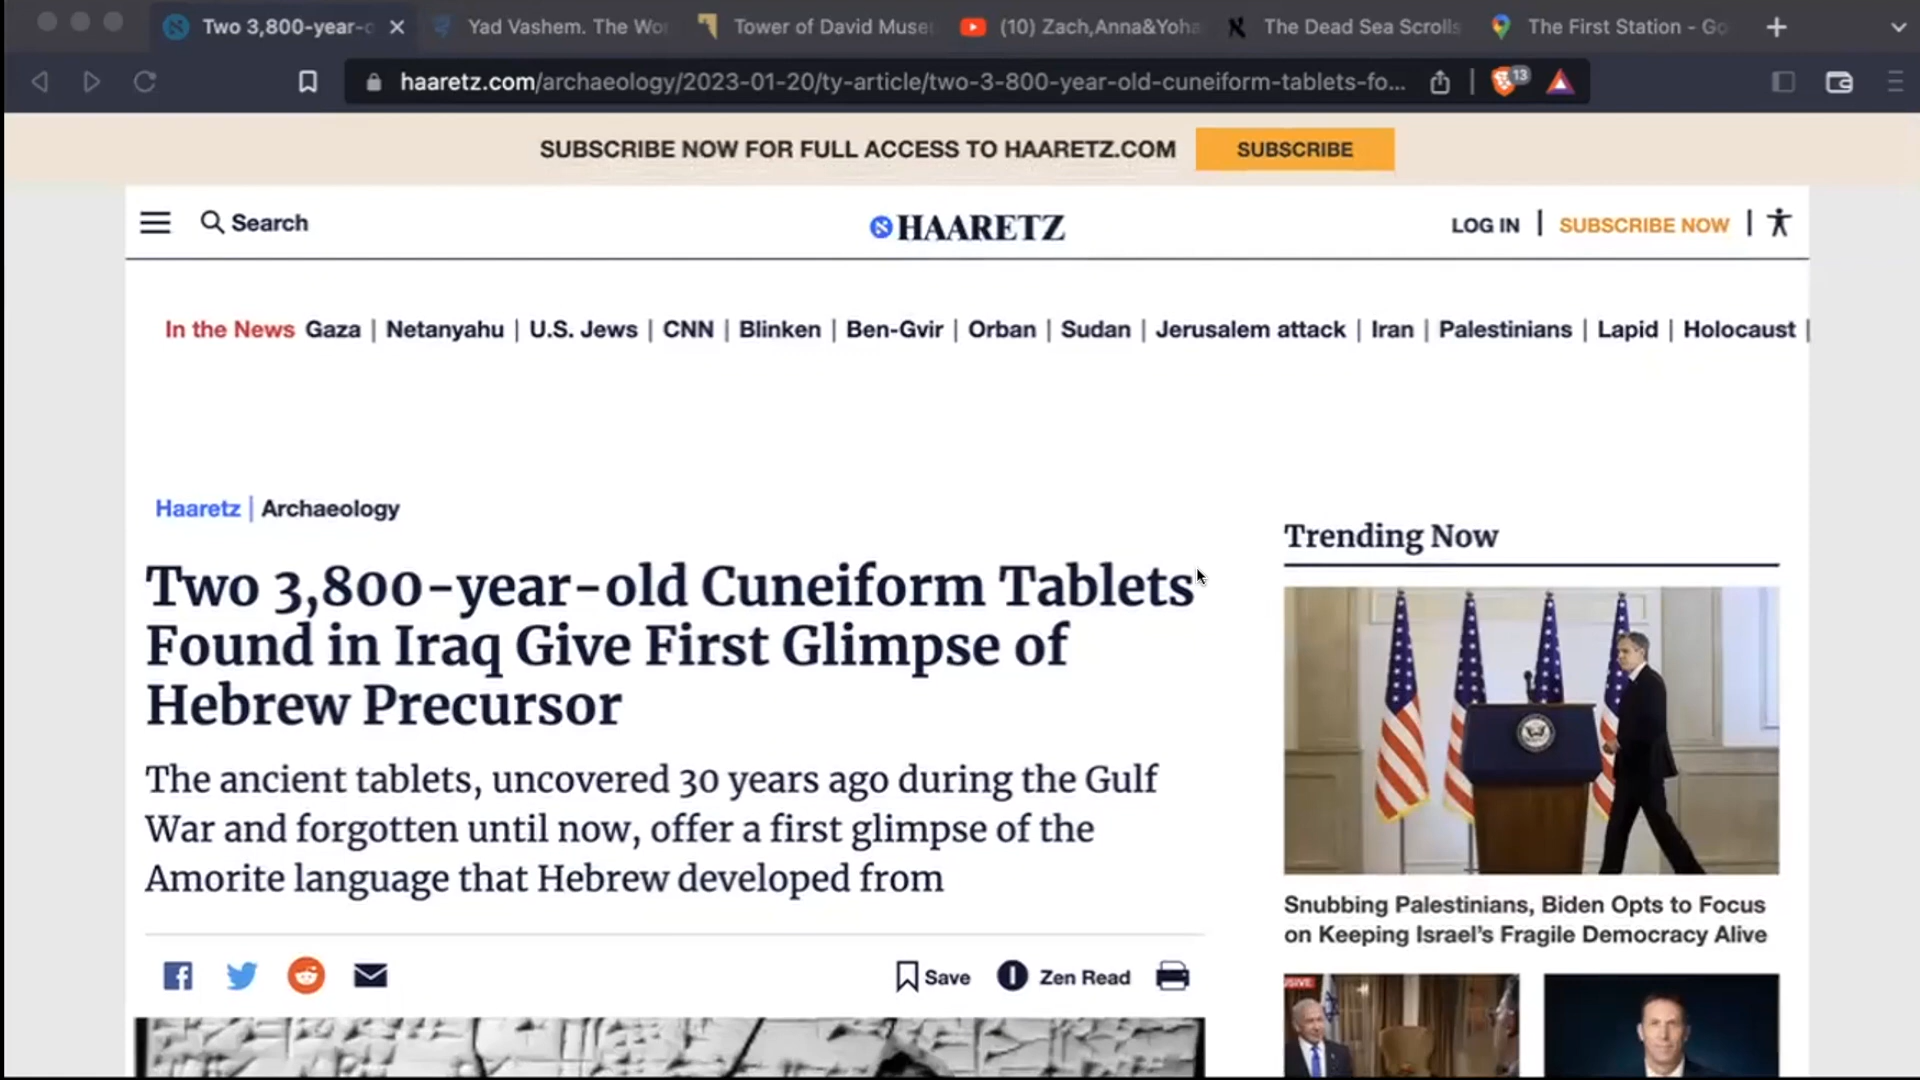 Two 3,800-year-
Yad Vashem. The Wo
Tower of David Muse
(10) Zach,Anna&Yoha
The Dead Sea Scrolls
The First Station - Go
haaretz.com/archaeology/2023-01-20/ty-article/two-3-800-year-old-cuneiform-tablets-fo...
13
SUBSCRIBE NOW FOR FULL ACCESS TO HAARETZ.COM
SUBSCRIBE
Search
HAARETZ
LOG IN | SUBSCRIBE NOW |
In the News Gaza | Netanyahu | U.S. Jews | CNN | Blinken | Ben-Gvir | Orban | Sudan | Jerusalem attack | Iran | Palestinians | Lapid | Holocaust |
Haaretz | Archaeology
Two 3,800-year-old Cuneiform Tablets
Found in Iraq Give First Glimpse of
Hebrew Precursor
The ancient tablets, uncovered 30 years ago during the Gulf
War and forgotten until now, offer a first glimpse of the
Amorite language that Hebrew developed from
Save
Zen Read
Trending Now
Snubbing Palestinians, Biden Opts to Focus
on Keeping Israel's Fragile Democracy Alive